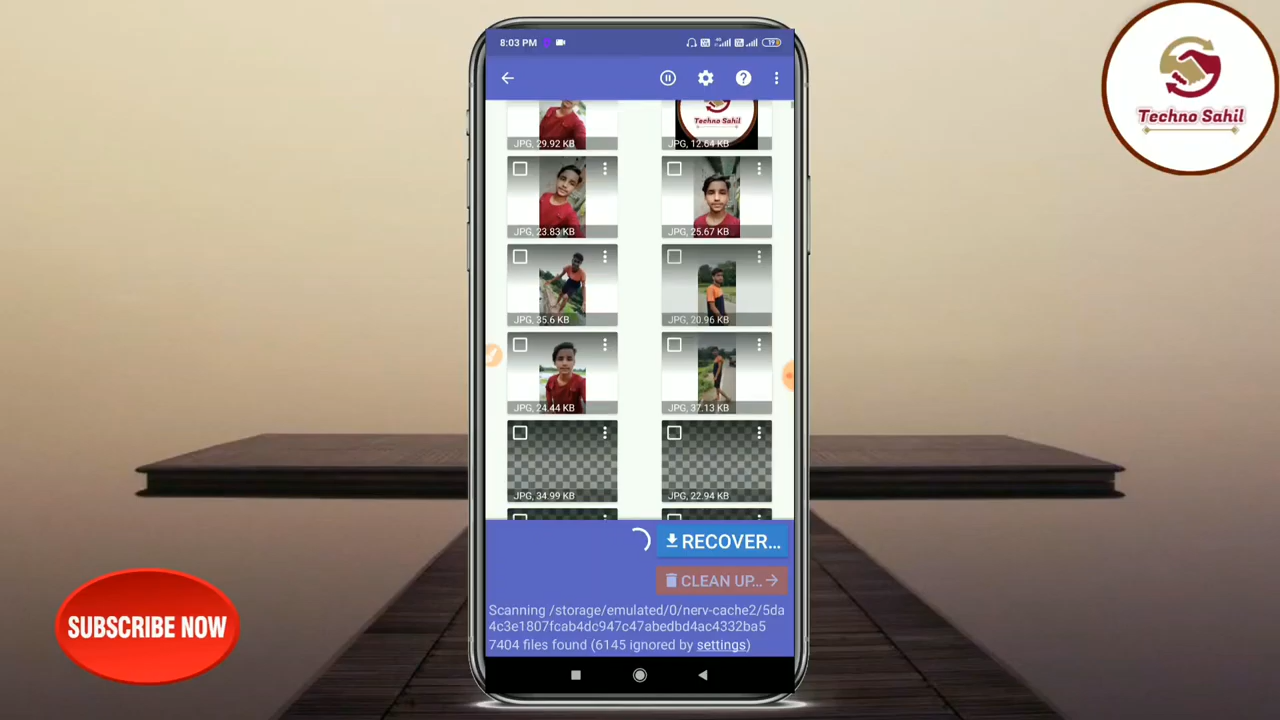 8:03 PM
Techno Sahil
Techno Sahil
JPG, 29.92 KB
JPG, 12.64 KB
JPG, 23.83 KB
JPG, 25.67 KB
JPG, 35.6 KB
JPG, 20.96 KB
JPG, 24.44 KB
JPG, 37.13 KB
JPG, 34.99 KB
JPG, 22.94 KB
RECOVER...
CLEAN UP...
Scanning /storage/emulated/0/nerv-cache2/5da
4c3e1807fcab4dc947c47abedbd4ac4332ba5
7404 files found (6145 ignored by settings)
SUBSCRIBE NOW